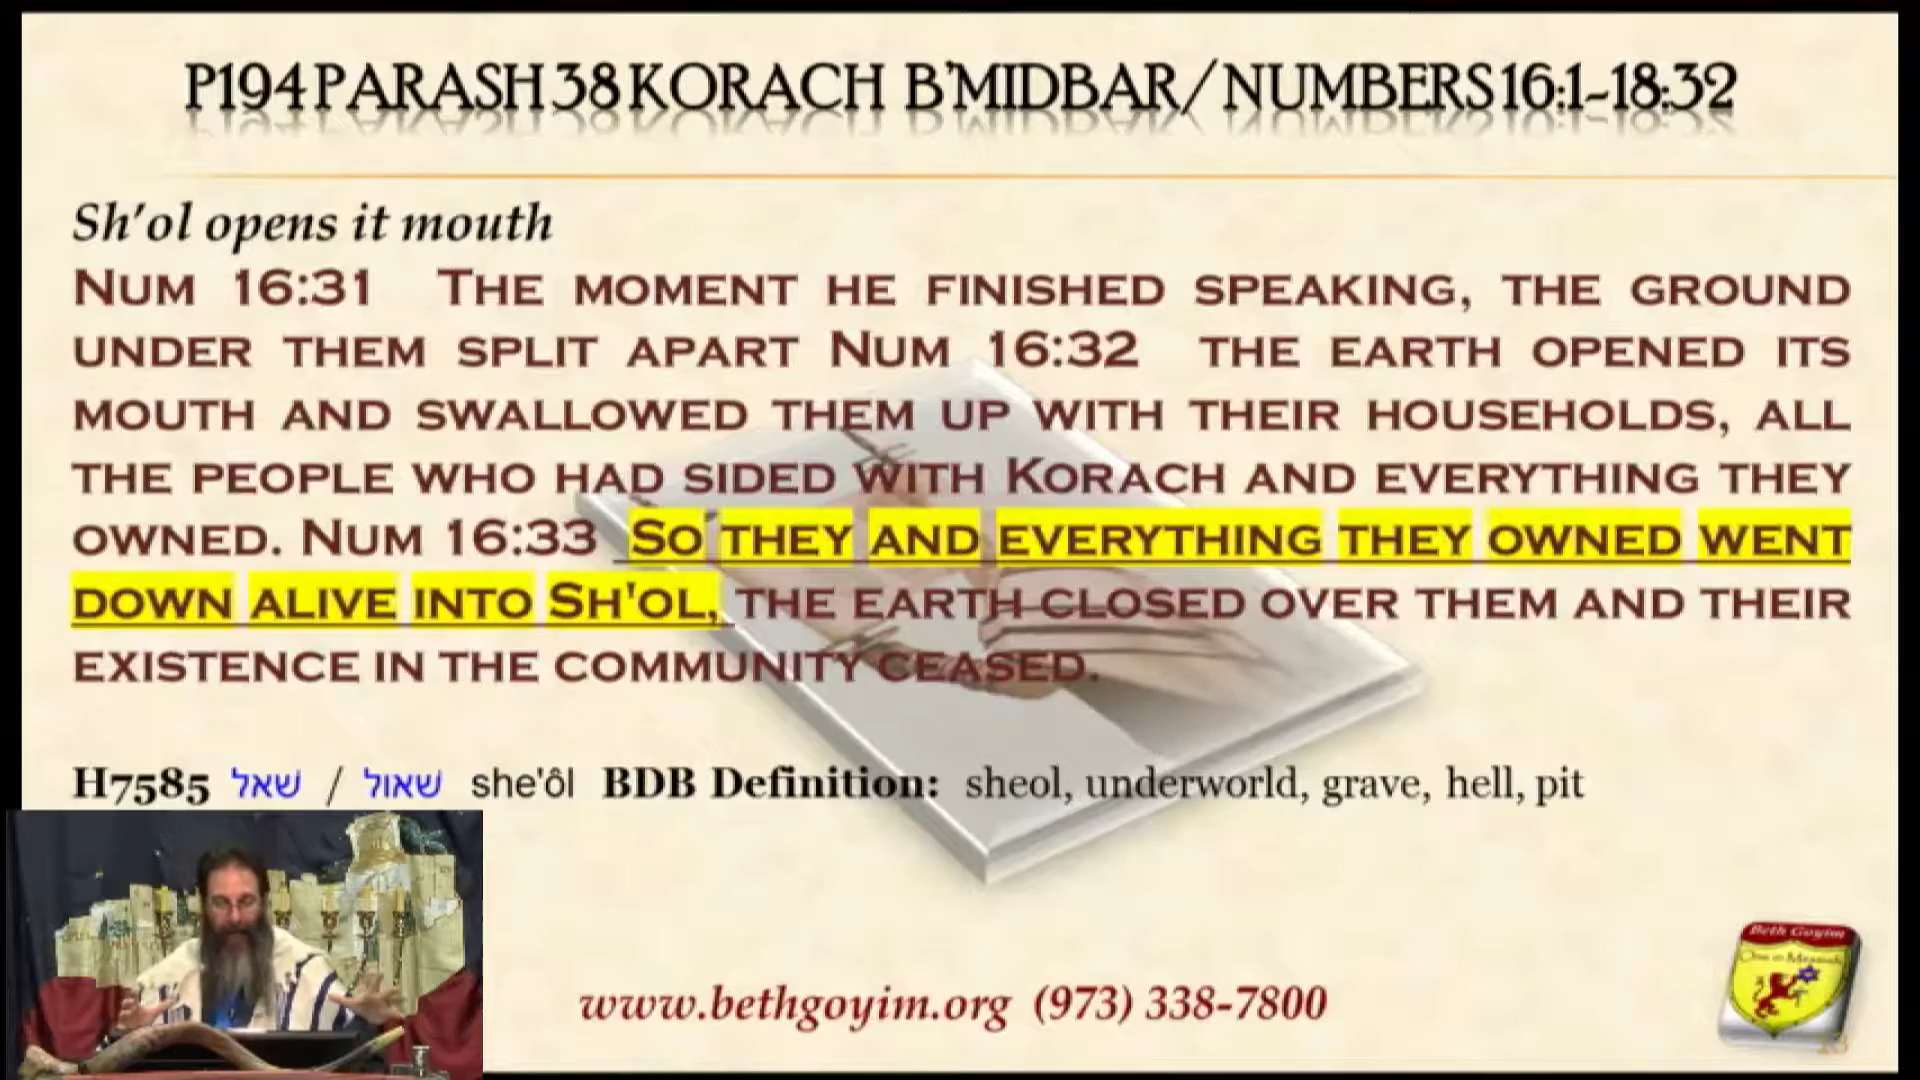 P194 PARASH 38 KORACH B'MIDBAR/NUMBERS 16:1-18:32
Sh'ol opens it mouth
NUM 16:31 THE MOMENT HE FINISHED SPEAKING, THE GROUND
UNDER THEM SPLIT APART NUM 16:32 THE EARTH OPENED ITS
MOUTH AND SWALLOWED THEM UP WITH THEIR HOUSEHOLDS, ALL
THE PEOPLE WHO HAD SIDED WITH KORACH AND EVERYTHING THEY
OWNED. NUM 16:33 SO THEY AND EVERYTHING THEY OWNED WENT
DOWN ALIVE INTO SH'OL, THE EARTH CLOSED OVER THEM AND THEIR
EXISTENCE IN THE COMMUNITY CEASED.
H7585 שׁאל / שׁאול she'ôl BDB Definition: sheol, underworld, grave, hell, pit
Beth Goyim
One in Messiah
www.bethgoyim.org (973) 338-7800